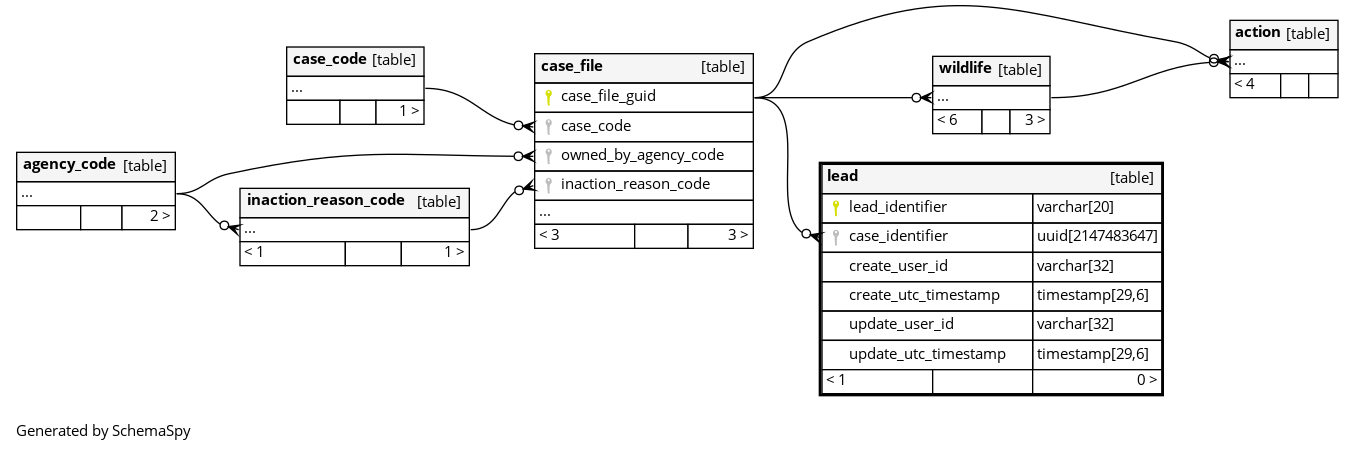 case_code [table]
...
1 >
agency_code [table]
...
2 >
inaction_reason_code [table]
...
< 1 1 >
case_file [table]
case_file_guid
case_code
owned_by_agency_code
inaction_reason_code
...
< 3 3 >
wildlife [table]
...
< 6 3 >
action [table]
...
< 4
lead [table]
lead_identifier varchar[20]
case_identifier uuid[2147483647]
create_user_id varchar[32]
create_utc_timestamp timestamp[29,6]
update_user_id varchar[32]
update_utc_timestamp timestamp[29,6]
< 1 0 >
Generated by SchemaSpy